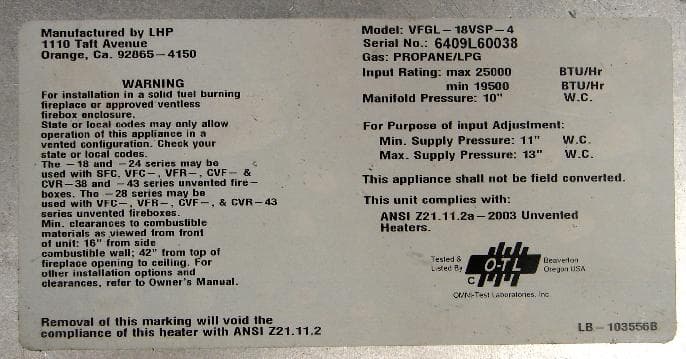 Manufactured by LHP
1110 Taft Avenue
Orange, Ca. 92865-4150
WARNING
For installation in a solid fuel burning
fireplace or approved ventless
firebox enclosure.
State or local codes may only allow
operation of this appliance in a
vented configuration. Check your
state or local codes.
The -18 and -24 series may be
used with SFC, VFC-, VFR-, CVF- &
CVR-38 and -43 series unvented fire-
boxes. The -28 series may be
used with VFC-, VFR-, CVF-, & CVR-43
series unvented fireboxes.
Min. clearances to combustible
materials as viewed from front
of unit: 16" from side
combustible wall; 42" from top of
fireplace opening to ceiling. For
other installation options and
clearances, refer to Owner's Manual.
Removal of this marking will void the
compliance of this heater with ANSI Z21.11.2
Model: VFGL-18VSP-4
Serial No.: 6409L60038
Gas: PROPANE/LPG
Input Rating: max 25000 BTU/Hr
min 19500 BTU/Hr
Manifold Pressure: 10" W.C.
For Purpose of input Adjustment:
Min. Supply Pressure: 11" W.C.
Max. Supply Pressure: 13" W.C.
This appliance shall not be field converted.
This unit complies with:
ANSI Z21.11.2a-2003 Unvented
Heaters.
Tested & Listed By
C O-TL
Beaverton
Oregon USA
OMNI-Test Laboratories, Inc.
LB-103556B